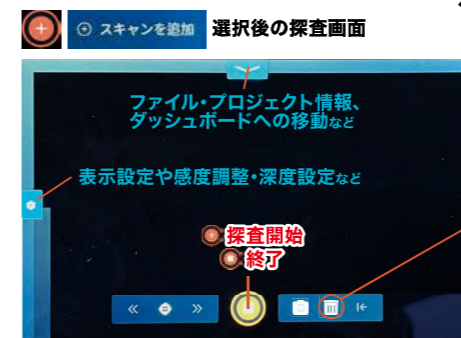 ⊕ スキャンを追加 選択後の探査画面
ファイル・プロジェクト情報、
ダッシュボードへの移動など
表示設定や感度調整・深度設定など
探査開始
終了